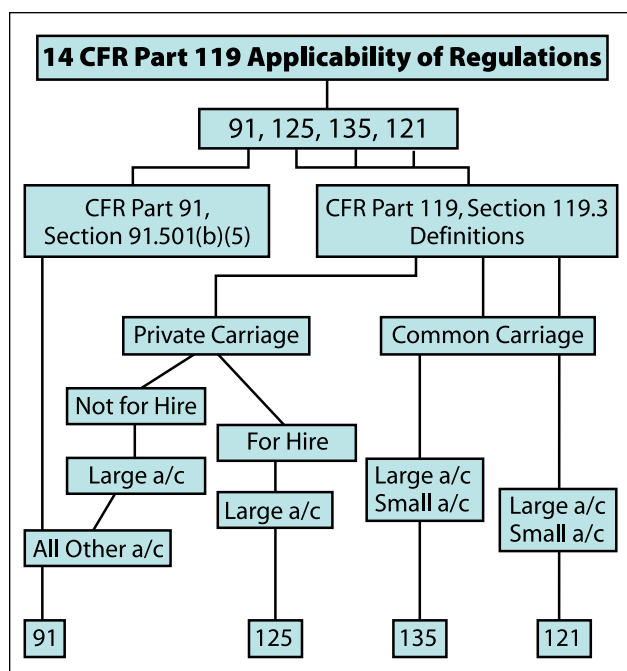 14 CFR Part 119 Applicability of Regulations
91, 125, 135, 121
CFR Part 91,
Section 91.501(b)(5)
CFR Part 119, Section 119.3
Definitions
Private Carriage
Common Carriage
Not for Hire
For Hire
Large a/c
Large a/c
Large a/c
Small a/c
Large a/c
Small a/c
All Other a/c
91
125
135
121